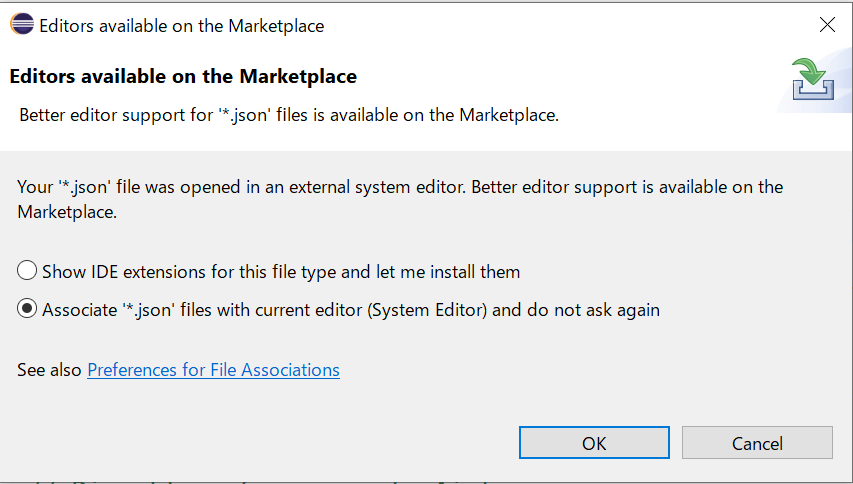 Editors available on the Marketplace
Editors available on the Marketplace
Better editor support for '*.json' files is available on the Marketplace.
Your '*.json' file was opened in an external system editor. Better editor support is available on the
Marketplace.
Show IDE extensions for this file type and let me install them
Associate '*.json' files with current editor (System Editor) and do not ask again
See also Preferences for File Associations
OK Cancel